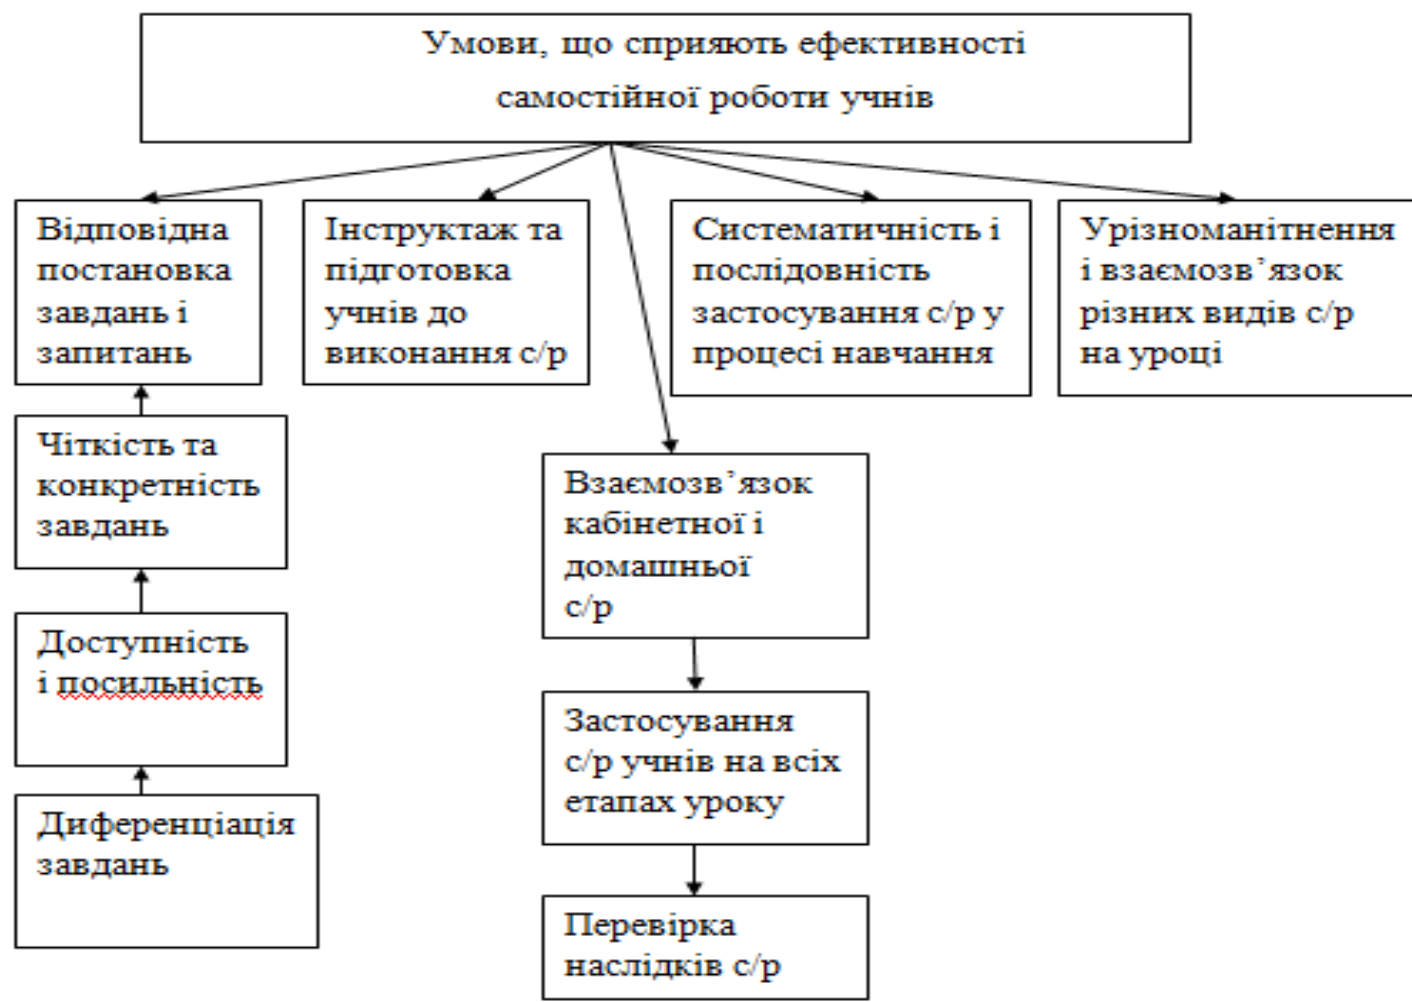 Умови, що сприяють ефективності
самостійної роботи учнів
Відповідна
постановка
завдань і
запитань
Інструктаж та
підготовка
учнів до
виконання с/р
Систематичність і
послідовність
застосування с/р у
процесі навчання
Урізноманітнення
і взаємозв’язок
різних видів с/р
на уроці
Чіткість та
конкретність
завдань
Доступність
і посильність
Диференціація
завдань
Взаємозв’язок
кабінетної і
домашньої
с/р
Застосування
с/р учнів на всіх
етапах уроку
Перевірка
наслідків с/р